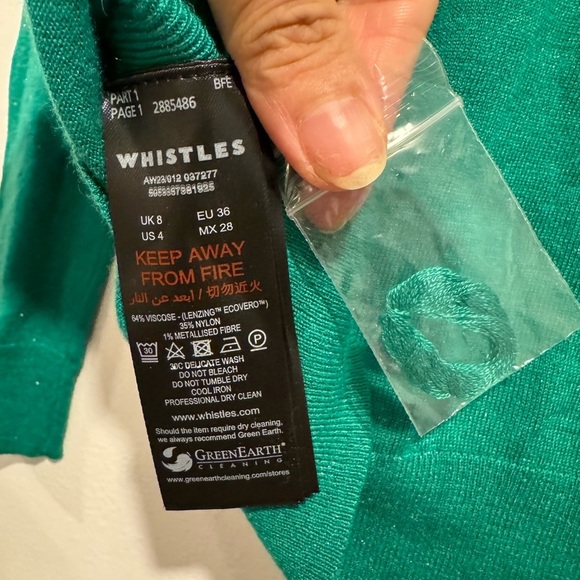 PART 1 BFE
PAGE 1 2885486
WHISTLES
AW23/012 037277
UK 8 EU 36
US 4 MX 28
KEEP AWAY
FROM FIRE
ابعد عن النار / 切勿近火
64% VISCOSE - (LENZING™ ECOVERO™)
35% NYLON
1% METALLISED FIBRE
30 P
30C DELICATE WASH
DO NOT BLEACH
DO NOT TUMBLE DRY
COOL IRON
PROFESSIONAL DRY CLEAN
www.whistles.com
Should the item require dry cleaning,
we always recommend Green Earth.
GREENEARTH®
CLEANING
www.greenearthcleaning.com/stores